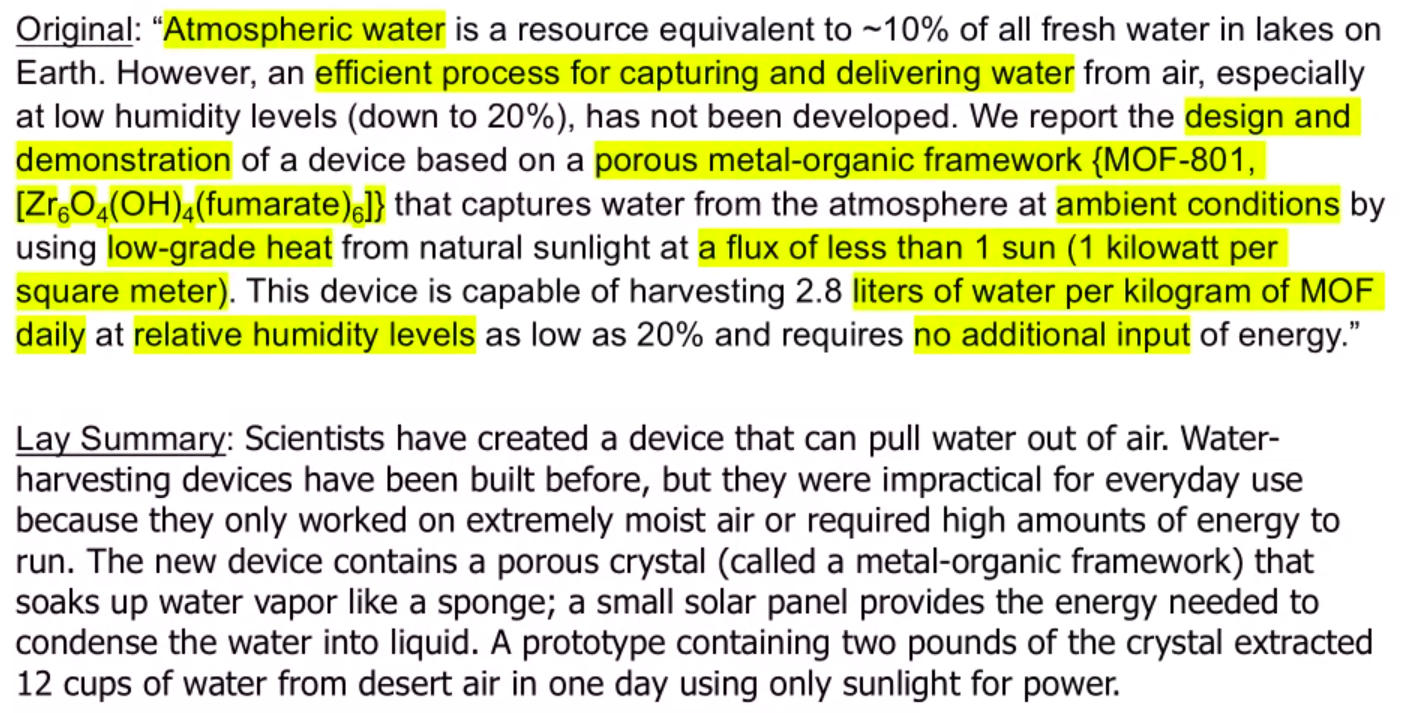 Original: “Atmospheric water is a resource equivalent to ~10% of all fresh water in lakes on
Earth. However, an efficient process for capturing and delivering water from air, especially
at low humidity levels (down to 20%), has not been developed. We report the design and
demonstration of a device based on a porous metal-organic framework {MOF-801,
[Zr₆O₄(OH)₄(fumarate)₆]} that captures water from the atmosphere at ambient conditions by
using low-grade heat from natural sunlight at a flux of less than 1 sun (1 kilowatt per
square meter). This device is capable of harvesting 2.8 liters of water per kilogram of MOF
daily at relative humidity levels as low as 20% and requires no additional input of energy.”
Lay Summary: Scientists have created a device that can pull water out of air. Water-
harvesting devices have been built before, but they were impractical for everyday use
because they only worked on extremely moist air or required high amounts of energy to
run. The new device contains a porous crystal (called a metal-organic framework) that
soaks up water vapor like a sponge; a small solar panel provides the energy needed to
condense the water into liquid. A prototype containing two pounds of the crystal extracted
12 cups of water from desert air in one day using only sunlight for power.